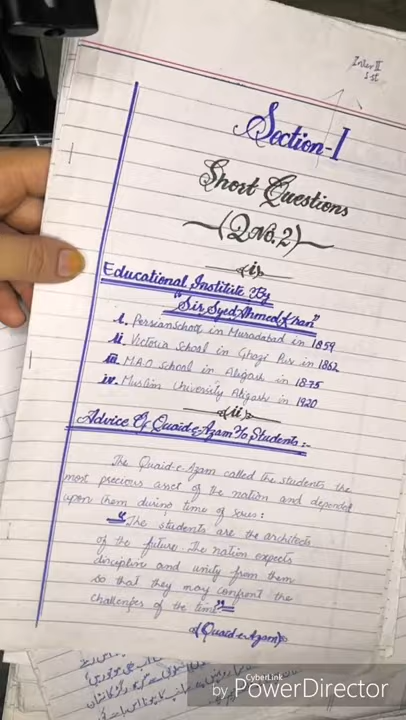 Inter II
1st
Section-I
Short Questions
(Q No. 2)
(i)
Educational Institute By
"Sir Syed Ahmed Khan"
i. Persian School in Muradabad in 1859
ii. Victoria School in Ghazi Pur in 1862
iii. M.A.O School in Aligarh in 1875
iv. Muslim University Aligarh in 1920
(ii)
Advice Of Quaid-e-Azam To Students:-
The Quaid-e-Azam called the students the
most precious asset of the nation and depended
upon them during time of
"The students are the architects
of the future. The nation expects
discipline and unity from them
so that they may confront the
challenges of the time"
(Quaid-e-Azam)
by CyberLink
PowerDirector